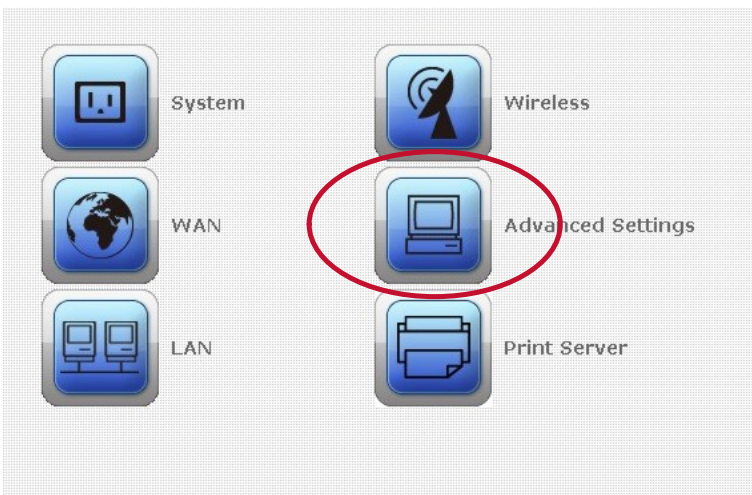 System
Wireless
WAN
Advanced Settings
LAN
Print Server